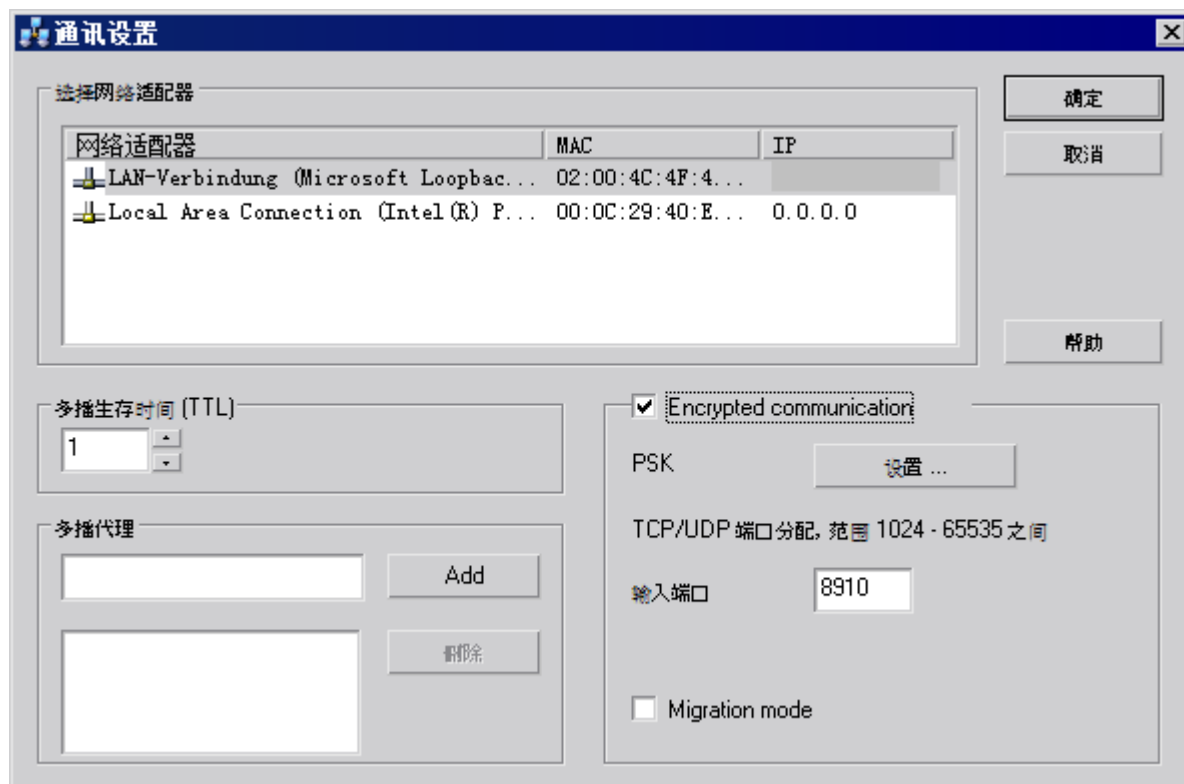 通讯设置
选择网络适配器
网络适配器 MAC IP
LAN-Verbindung (Microsoft Loopbac... 02:00:4C:4F:4...
Local Area Connection (Intel(R) P... 00:0C:29:40:E... 0.0.0.0
确定
取消
帮助
多播生存时间 (TTL)
1
多播代理
Add
删除
Encrypted communication
PSK 设置 ...
TCP/UDP 端口分配, 范围 1024 - 65535 之间
输入端口 8910
Migration mode